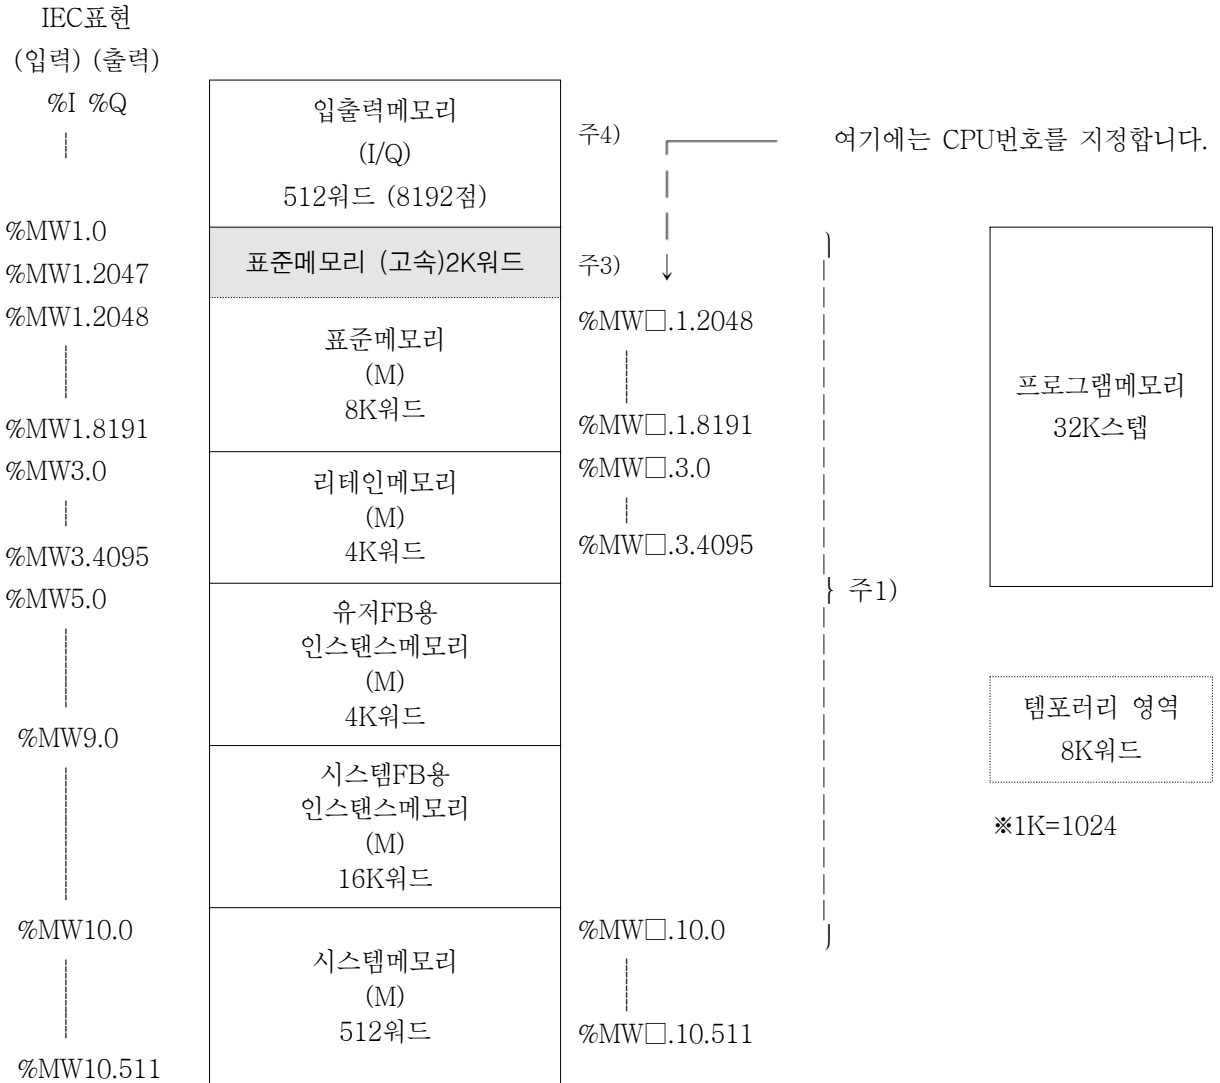 IEC표현
(입력) (출력)
%I %Q
입출력메모리
(I/Q)
512워드 (8192점)
주4)
여기에는 CPU번호를 지정합니다.
%MW1.0
%MW1.2047
표준메모리 (고속)2K워드
주3)
%MW1.2048
%MW1.8191
표준메모리
(M)
8K워드
%MW□.1.2048
%MW□.1.8191
%MW3.0
%MW3.4095
리테인메모리
(M)
4K워드
%MW□.3.0
%MW□.3.4095
%MW5.0
유저FB용
인스탠스메모리
(M)
4K워드
주1)
%MW9.0
시스템FB용
인스탠스메모리
(M)
16K워드
%MW10.0
%MW10.511
시스템메모리
(M)
512워드
%MW□.10.0
%MW□.10.511
프로그램메모리
32K스텝
템포러리 영역
8K워드
※1K=1024